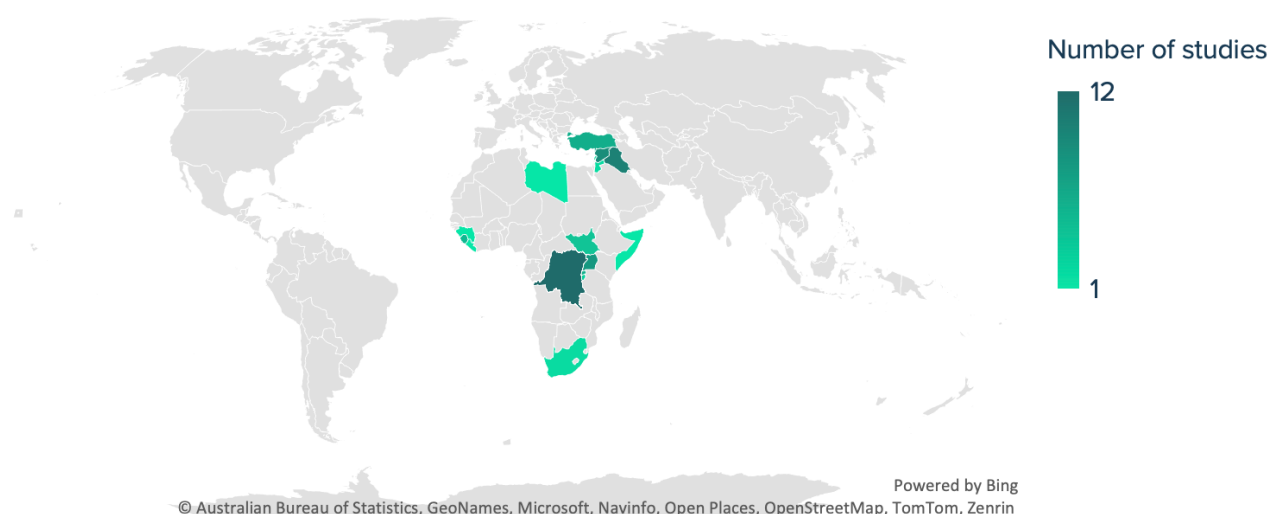 Number of studies
12
1
Powered by Bing
© Australian Bureau of Statistics, GeoNames, Microsoft, Navinfo, Open Places, OpenStreetMap, TomTom, Zenrin